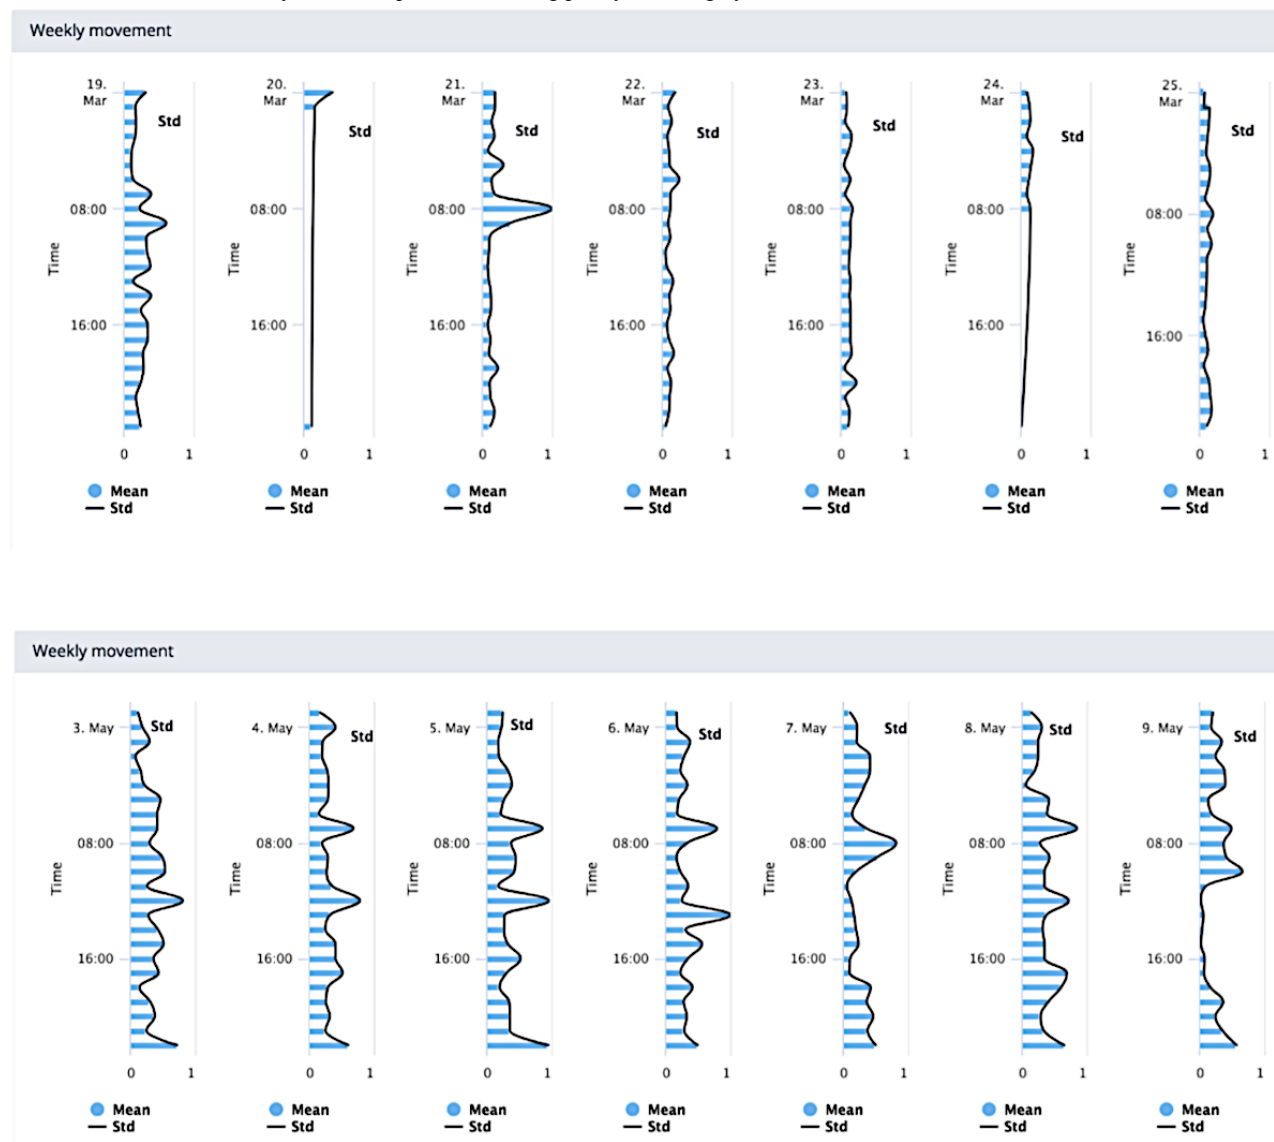 Weekly movement
19. Mar
Std
08:00
Time
16:00
0 1
Mean
Std
20. Mar
Std
08:00
Time
16:00
0 1
Mean
Std
21. Mar
Std
08:00
Time
16:00
0 1
Mean
Std
22. Mar
Std
08:00
Time
16:00
0 1
Mean
Std
23. Mar
Std
08:00
Time
16:00
0 1
Mean
Std
24. Mar
Std
08:00
Time
16:00
0 1
Mean
Std
25. Mar
Std
08:00
Time
16:00
0 1
Mean
Std
Weekly movement
3. May
Std
08:00
Time
16:00
0 1
Mean
Std
4. May
Std
08:00
Time
16:00
0 1
Mean
Std
5. May
Std
08:00
Time
16:00
0 1
Mean
Std
6. May
Std
08:00
Time
16:00
0 1
Mean
Std
7. May
Std
08:00
Time
16:00
0 1
Mean
Std
8. May
Std
08:00
Time
16:00
0 1
Mean
Std
9. May
Std
08:00
Time
16:00
0 1
Mean
Std